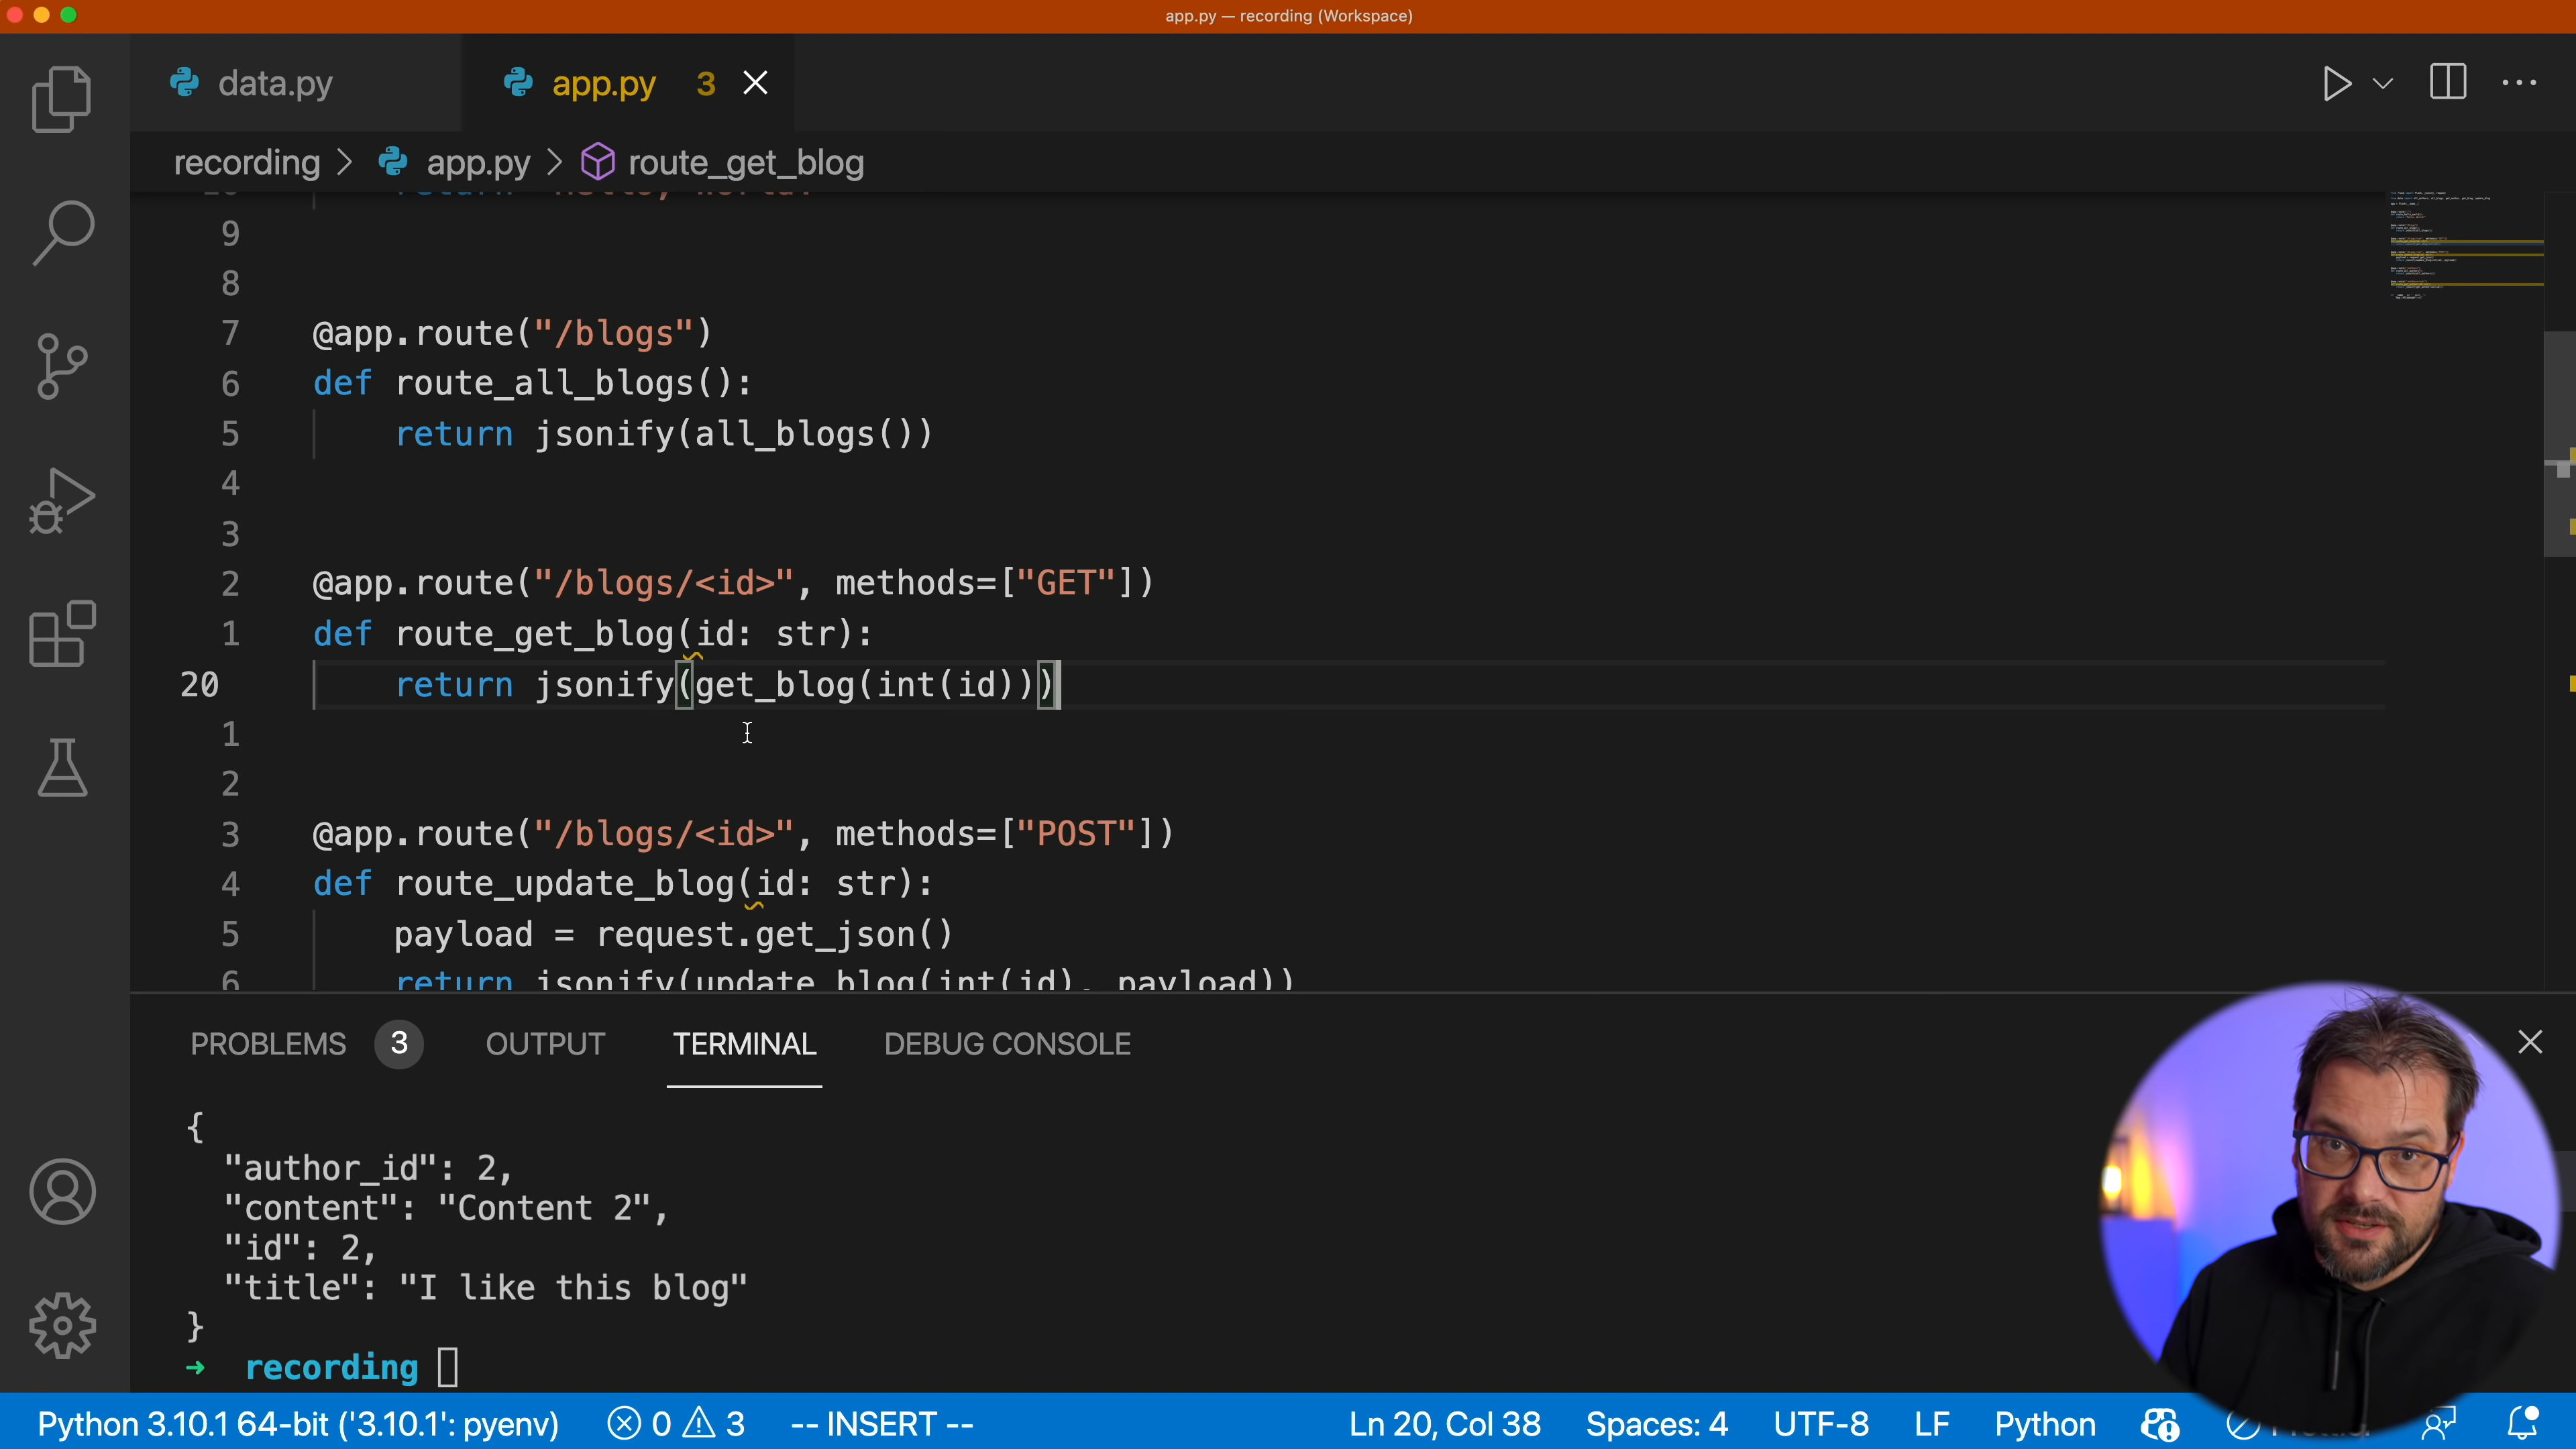 app.py — recording (Workspace)
data.py
app.py 3
recording > app.py > route_get_blog
9
8
7 @app.route("/blogs")
6 def route_all_blogs():
5 return jsonify(all_blogs())
4
3
2 @app.route("/blogs/<id>", methods=["GET"])
1 def route_get_blog(id: str):
20 return jsonify(get_blog(int(id)))
1
2
3 @app.route("/blogs/<id>", methods=["POST"])
4 def route_update_blog(id: str):
5 payload = request.get_json()
6 return jsonify(update_blog(int(id), payload))
PROBLEMS 3 OUTPUT TERMINAL DEBUG CONSOLE
{
"author_id": 2,
"content": "Content 2",
"id": 2,
"title": "I like this blog"
}
➜ recording
Python 3.10.1 64-bit ('3.10.1': pyenv) 0 3 -- INSERT -- Ln 20, Col 38 Spaces: 4 UTF-8 LF Python